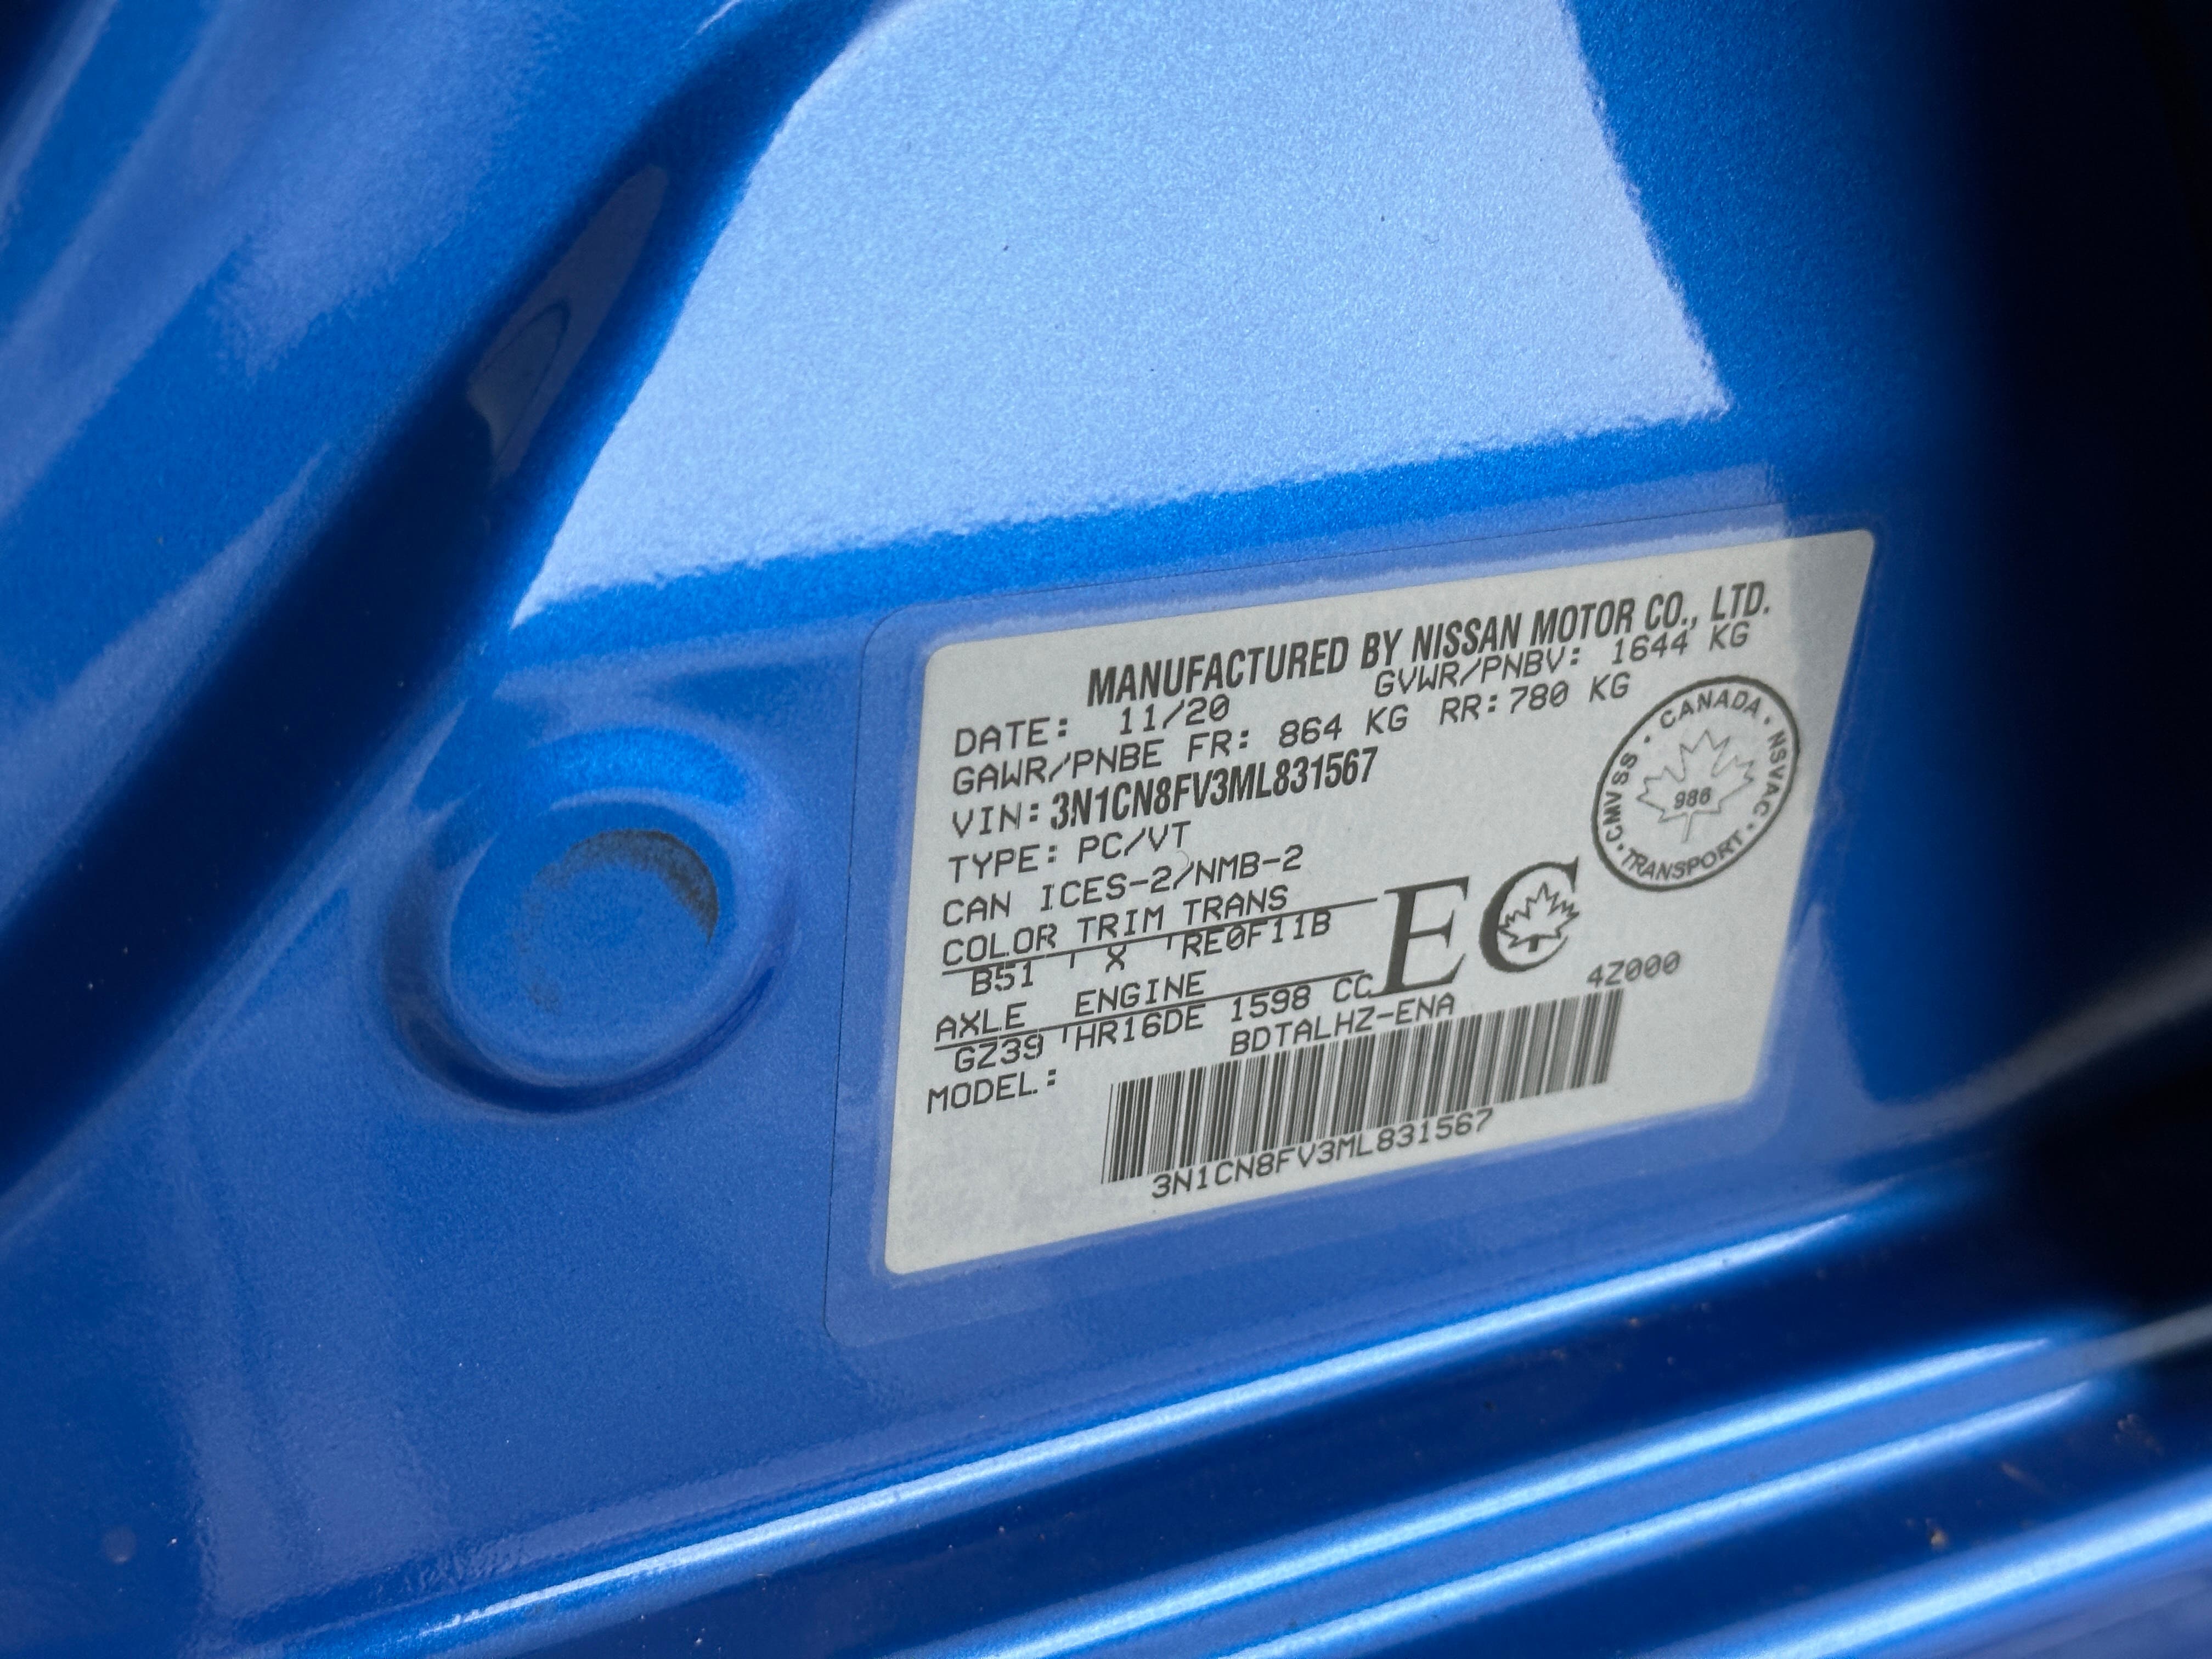 MANUFACTURED BY NISSAN MOTOR CO., LTD.
DATE: 11/20 GVWR/PNBV: 1644 KG
GAWR/PNBE FR: 864 KG RR:780 KG
VIN: 3N1CN8FV3ML831567
TYPE: PC/VT
CAN ICES-2/NMB-2
COLOR TRIM TRANS
B51 X RE0F11B
AXLE ENGINE
GZ39 HR16DE 1598 CC
MODEL: BDTALHZ-ENA
4Z000
3N1CN8FV3ML831567
EC
CANADA · NSVAC · TRANSPORT · CMVSS ·
986